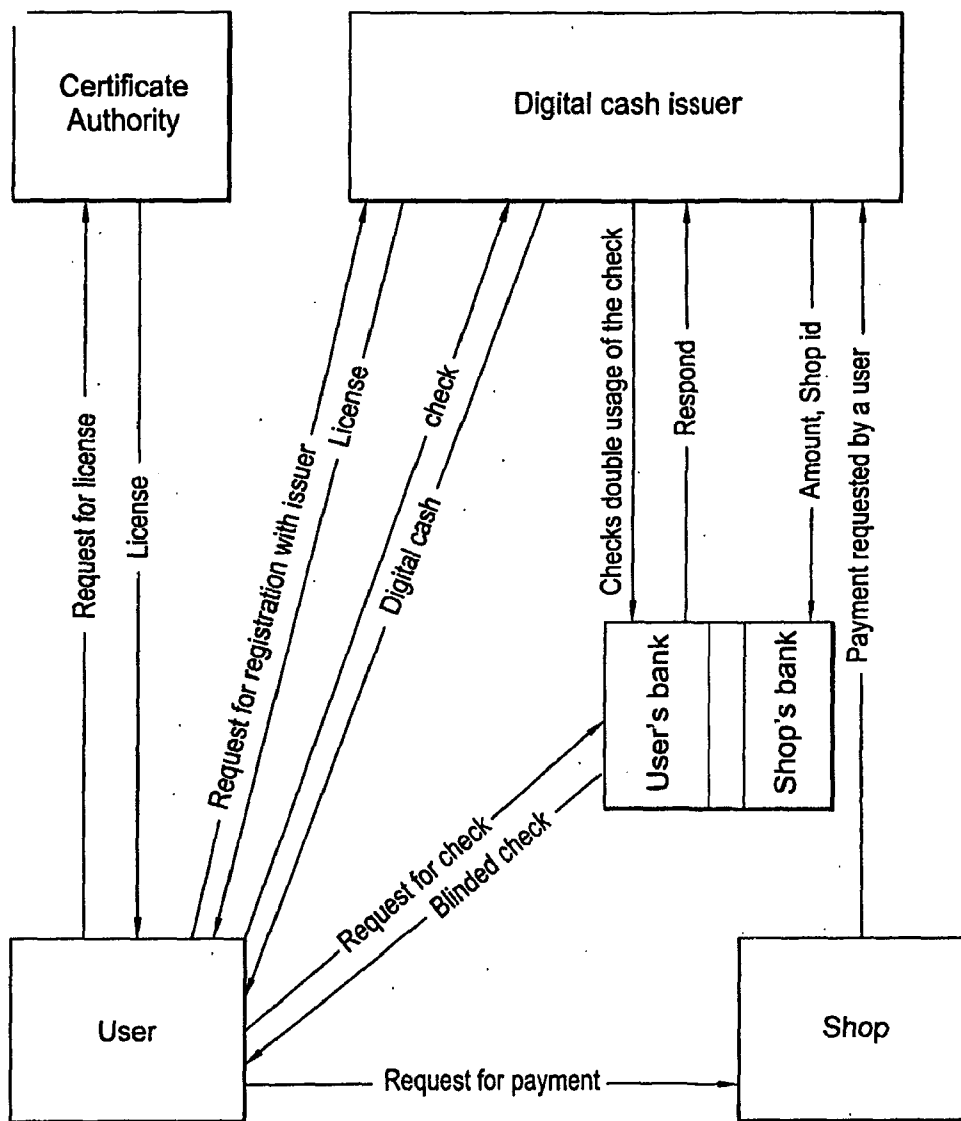 Certificate
Authority
Digital cash issuer
Request for license
License
Request for registration with issuer
License
check
Digital cash
Checks double usage of the check
Respond
Amount, Shop id
Payment requested by a user
User's bank
Shop's bank
Request for check
Blinded check
User
Request for payment
Shop